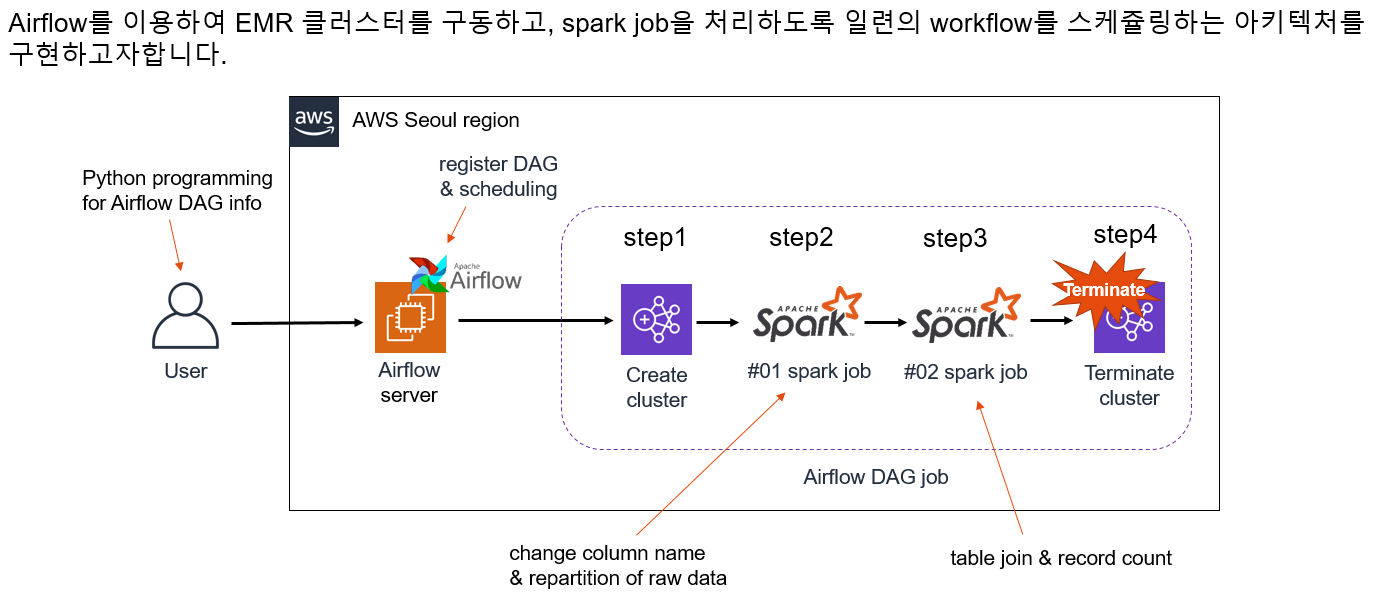 Airflow를 이용하여 EMR 클러스터를 구동하고, spark job을 처리하도록 일련의 workflow를 스케쥴링하는 아키텍처를
구현하고자합니다.
aws
AWS Seoul region
register DAG
& scheduling
Python programming
for Airflow DAG info
step1
step2
step3
step4
Apache
Airflow
Terminate
APACHE
Spark™
APACHE
Spark™
User
Airflow
server
Create
cluster
#01 spark job
#02 spark job
Terminate
cluster
Airflow DAG job
change column name
& repartition of raw data
table join & record count